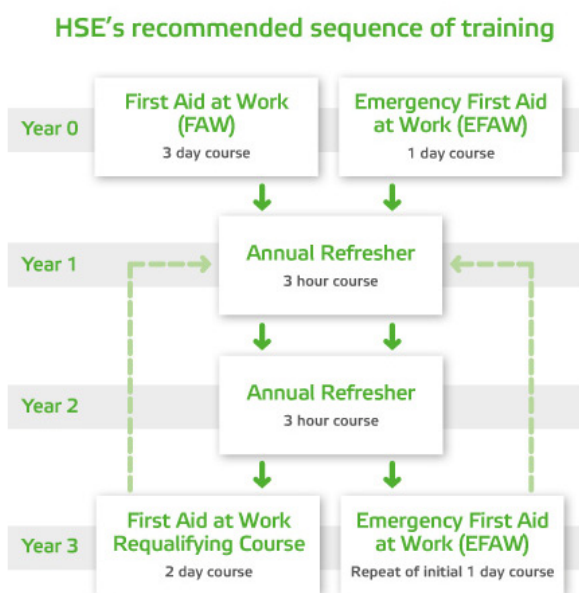 HSE's recommended sequence of training
Year 0
First Aid at Work
(FAW)
3 day course
Emergency First Aid
at Work (EFAW)
1 day course
Year 1
Annual Refresher
3 hour course
Year 2
Annual Refresher
3 hour course
Year 3
First Aid at Work
Requalifying Course
2 day course
Emergency First Aid
at Work (EFAW)
Repeat of initial 1 day course